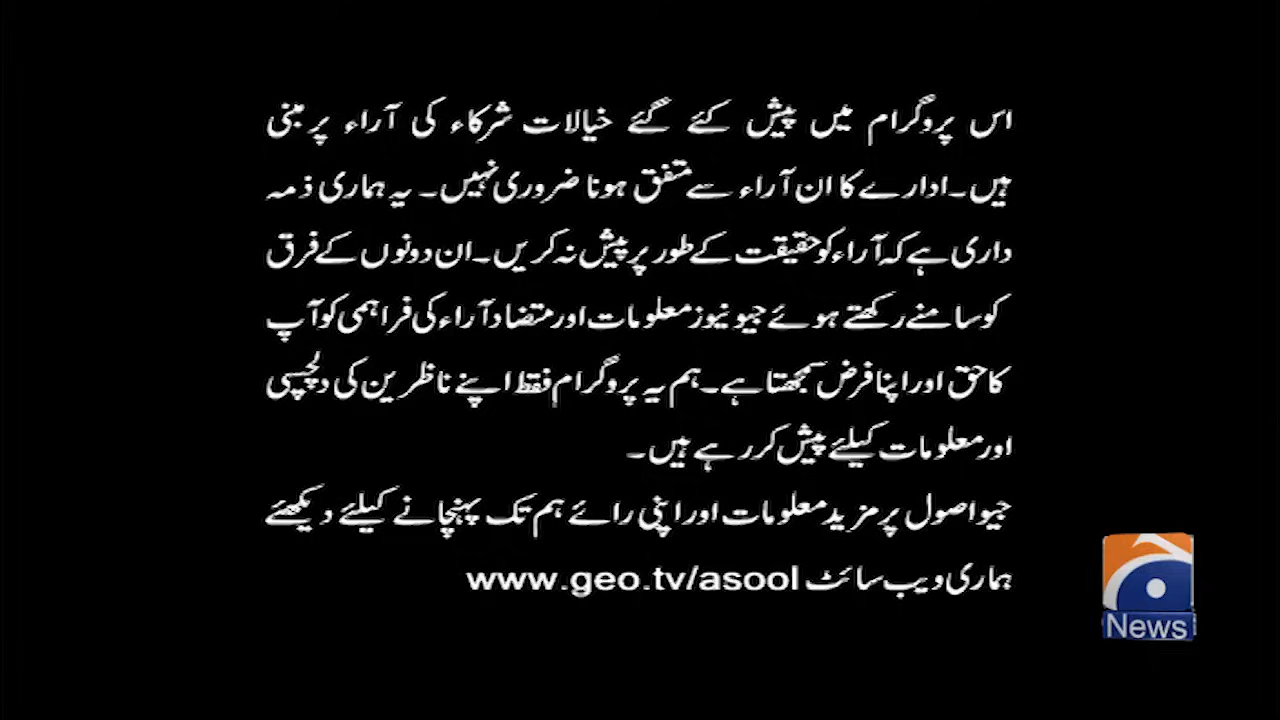 اس پروگرام میں پیش کئے گئے خیالات شرکاء کی آراء پر مبنی
ہیں۔ ادارے کا ان آراء سے متفق ہونا ضروری نہیں۔ یہ ہماری ذمہ
داری ہے کہ آراء کو حقیقت کے طور پر پیش نہ کریں۔ ان دونوں کے فرق
کو سامنے رکھتے ہوئے جیو نیوز معلومات اور متضاد آراء کی فراہمی کو آپ
کا حق اور اپنا فرض سمجھتا ہے۔ ہم یہ پروگرام فقط اپنے ناظرین کی دلچسپی
اور معلومات کیلئے پیش کر رہے ہیں۔
جیو اصول پر مزید معلومات اور اپنی رائے ہم تک پہنچانے کیلئے دیکھئے
ہماری ویب سائٹ www.geo.tv/asool
News